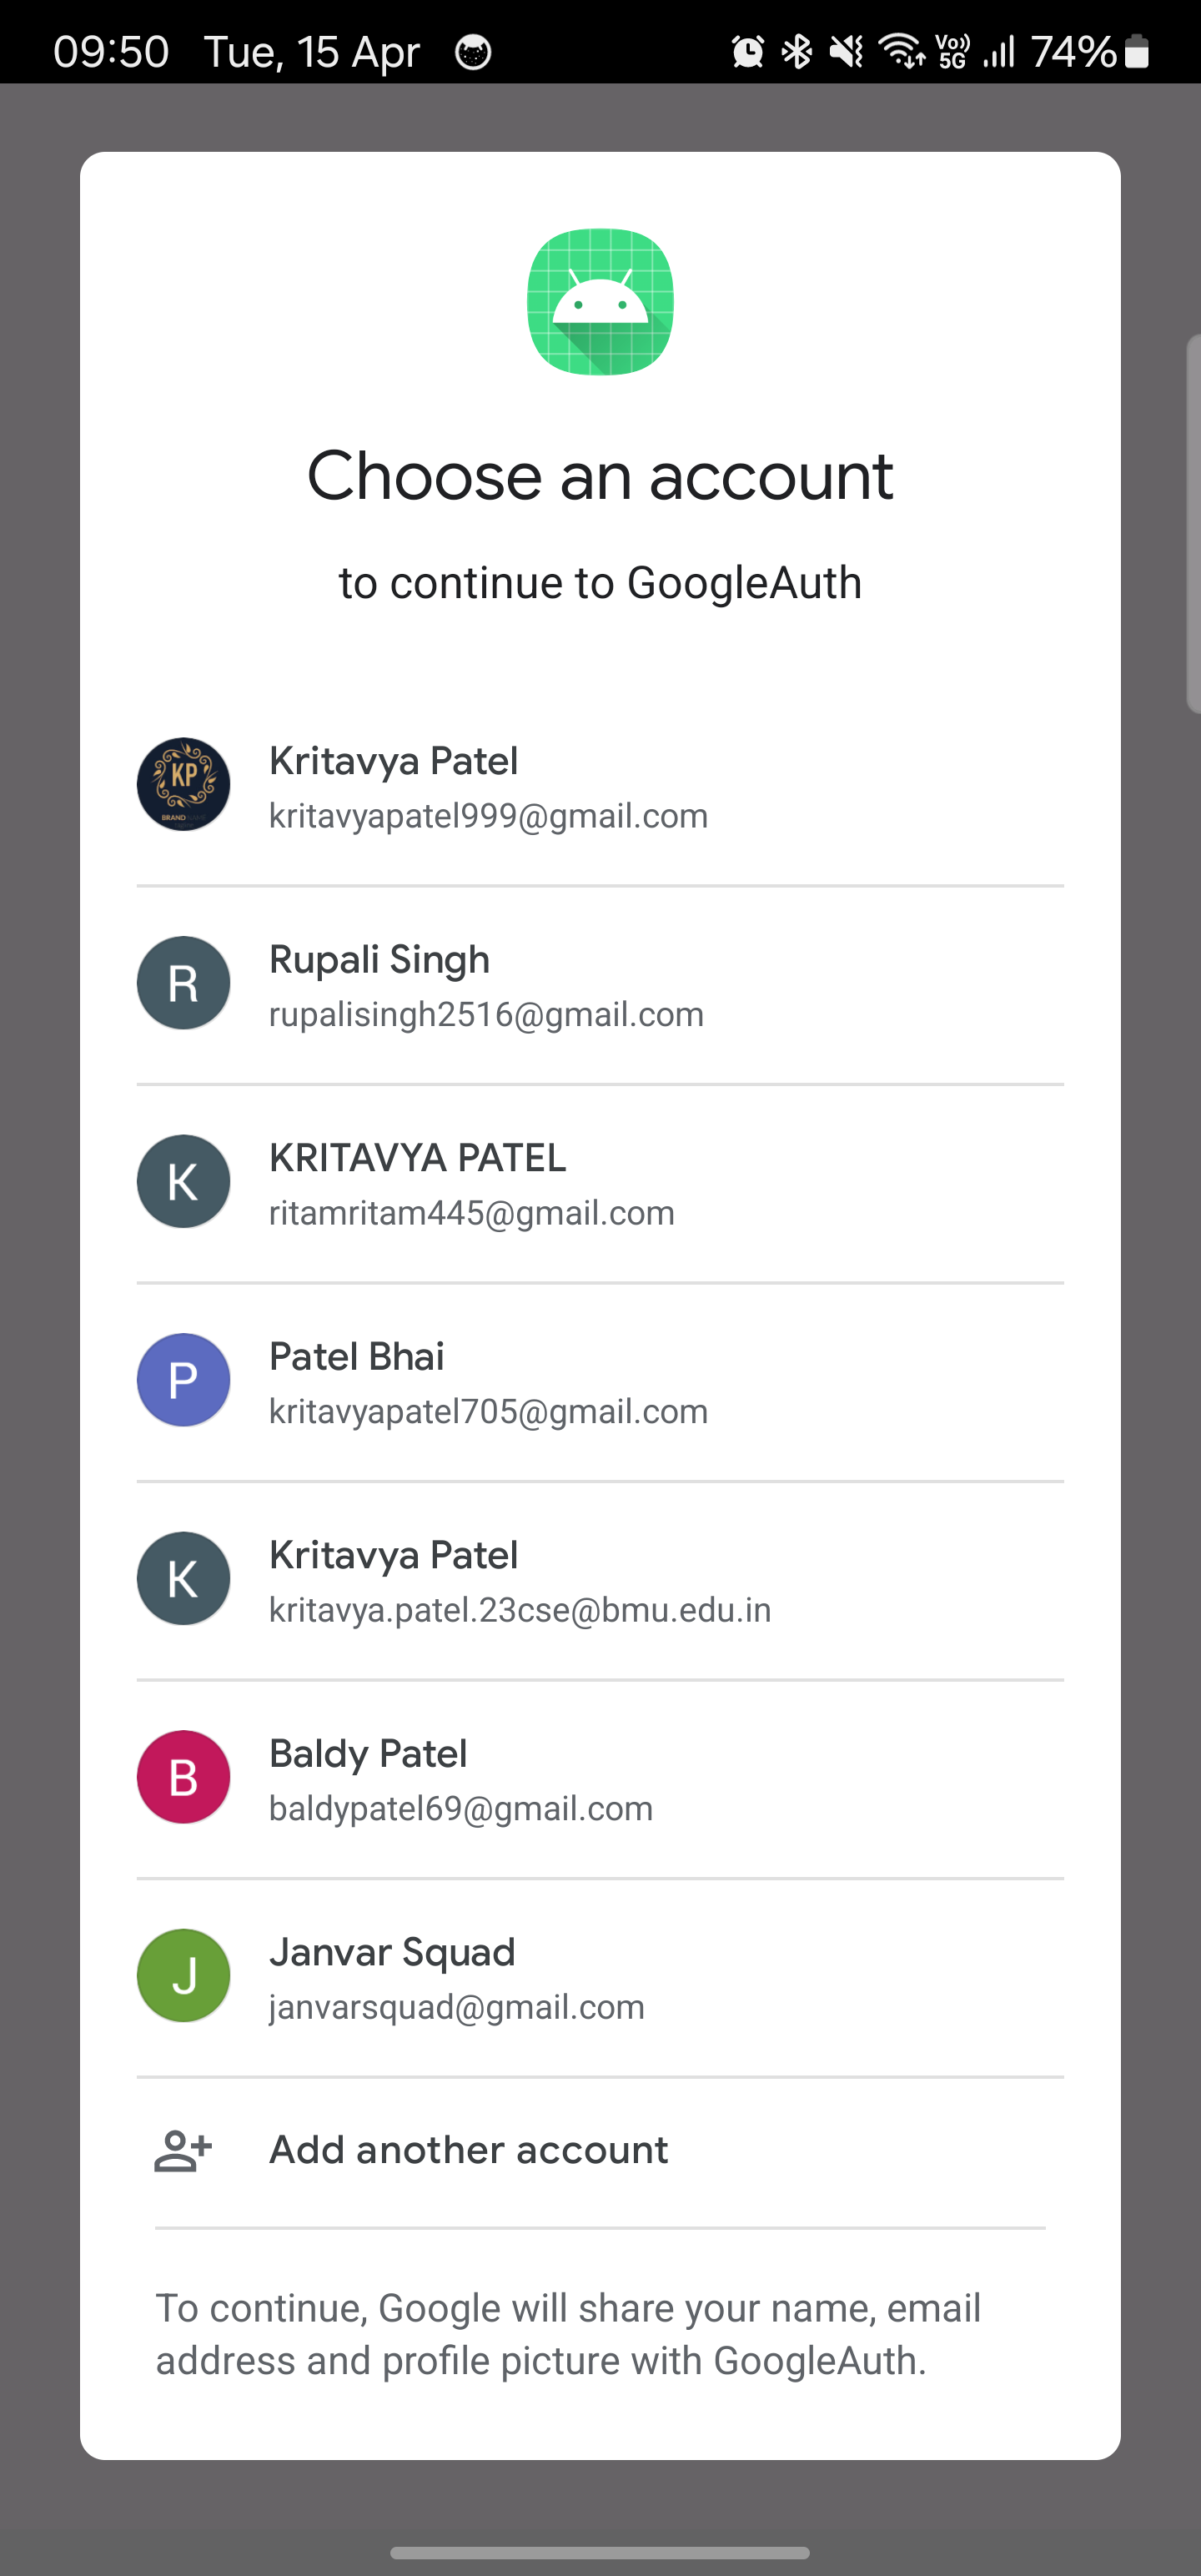 09:50 Tue, 15 Apr Vo)) 5G 74%
Choose an account
to continue to GoogleAuth
KP
BRAND
Kritavya Patel
kritavyapatel999@gmail.com
R
Rupali Singh
rupalisingh2516@gmail.com
K
KRITAVYA PATEL
ritamritam445@gmail.com
P
Patel Bhai
kritavyapatel705@gmail.com
K
Kritavya Patel
kritavya.patel.23cse@bmu.edu.in
B
Baldy Patel
baldypatel69@gmail.com
J
Janvar Squad
janvarsquad@gmail.com
Add another account
To continue, Google will share your name, email
address and profile picture with GoogleAuth.